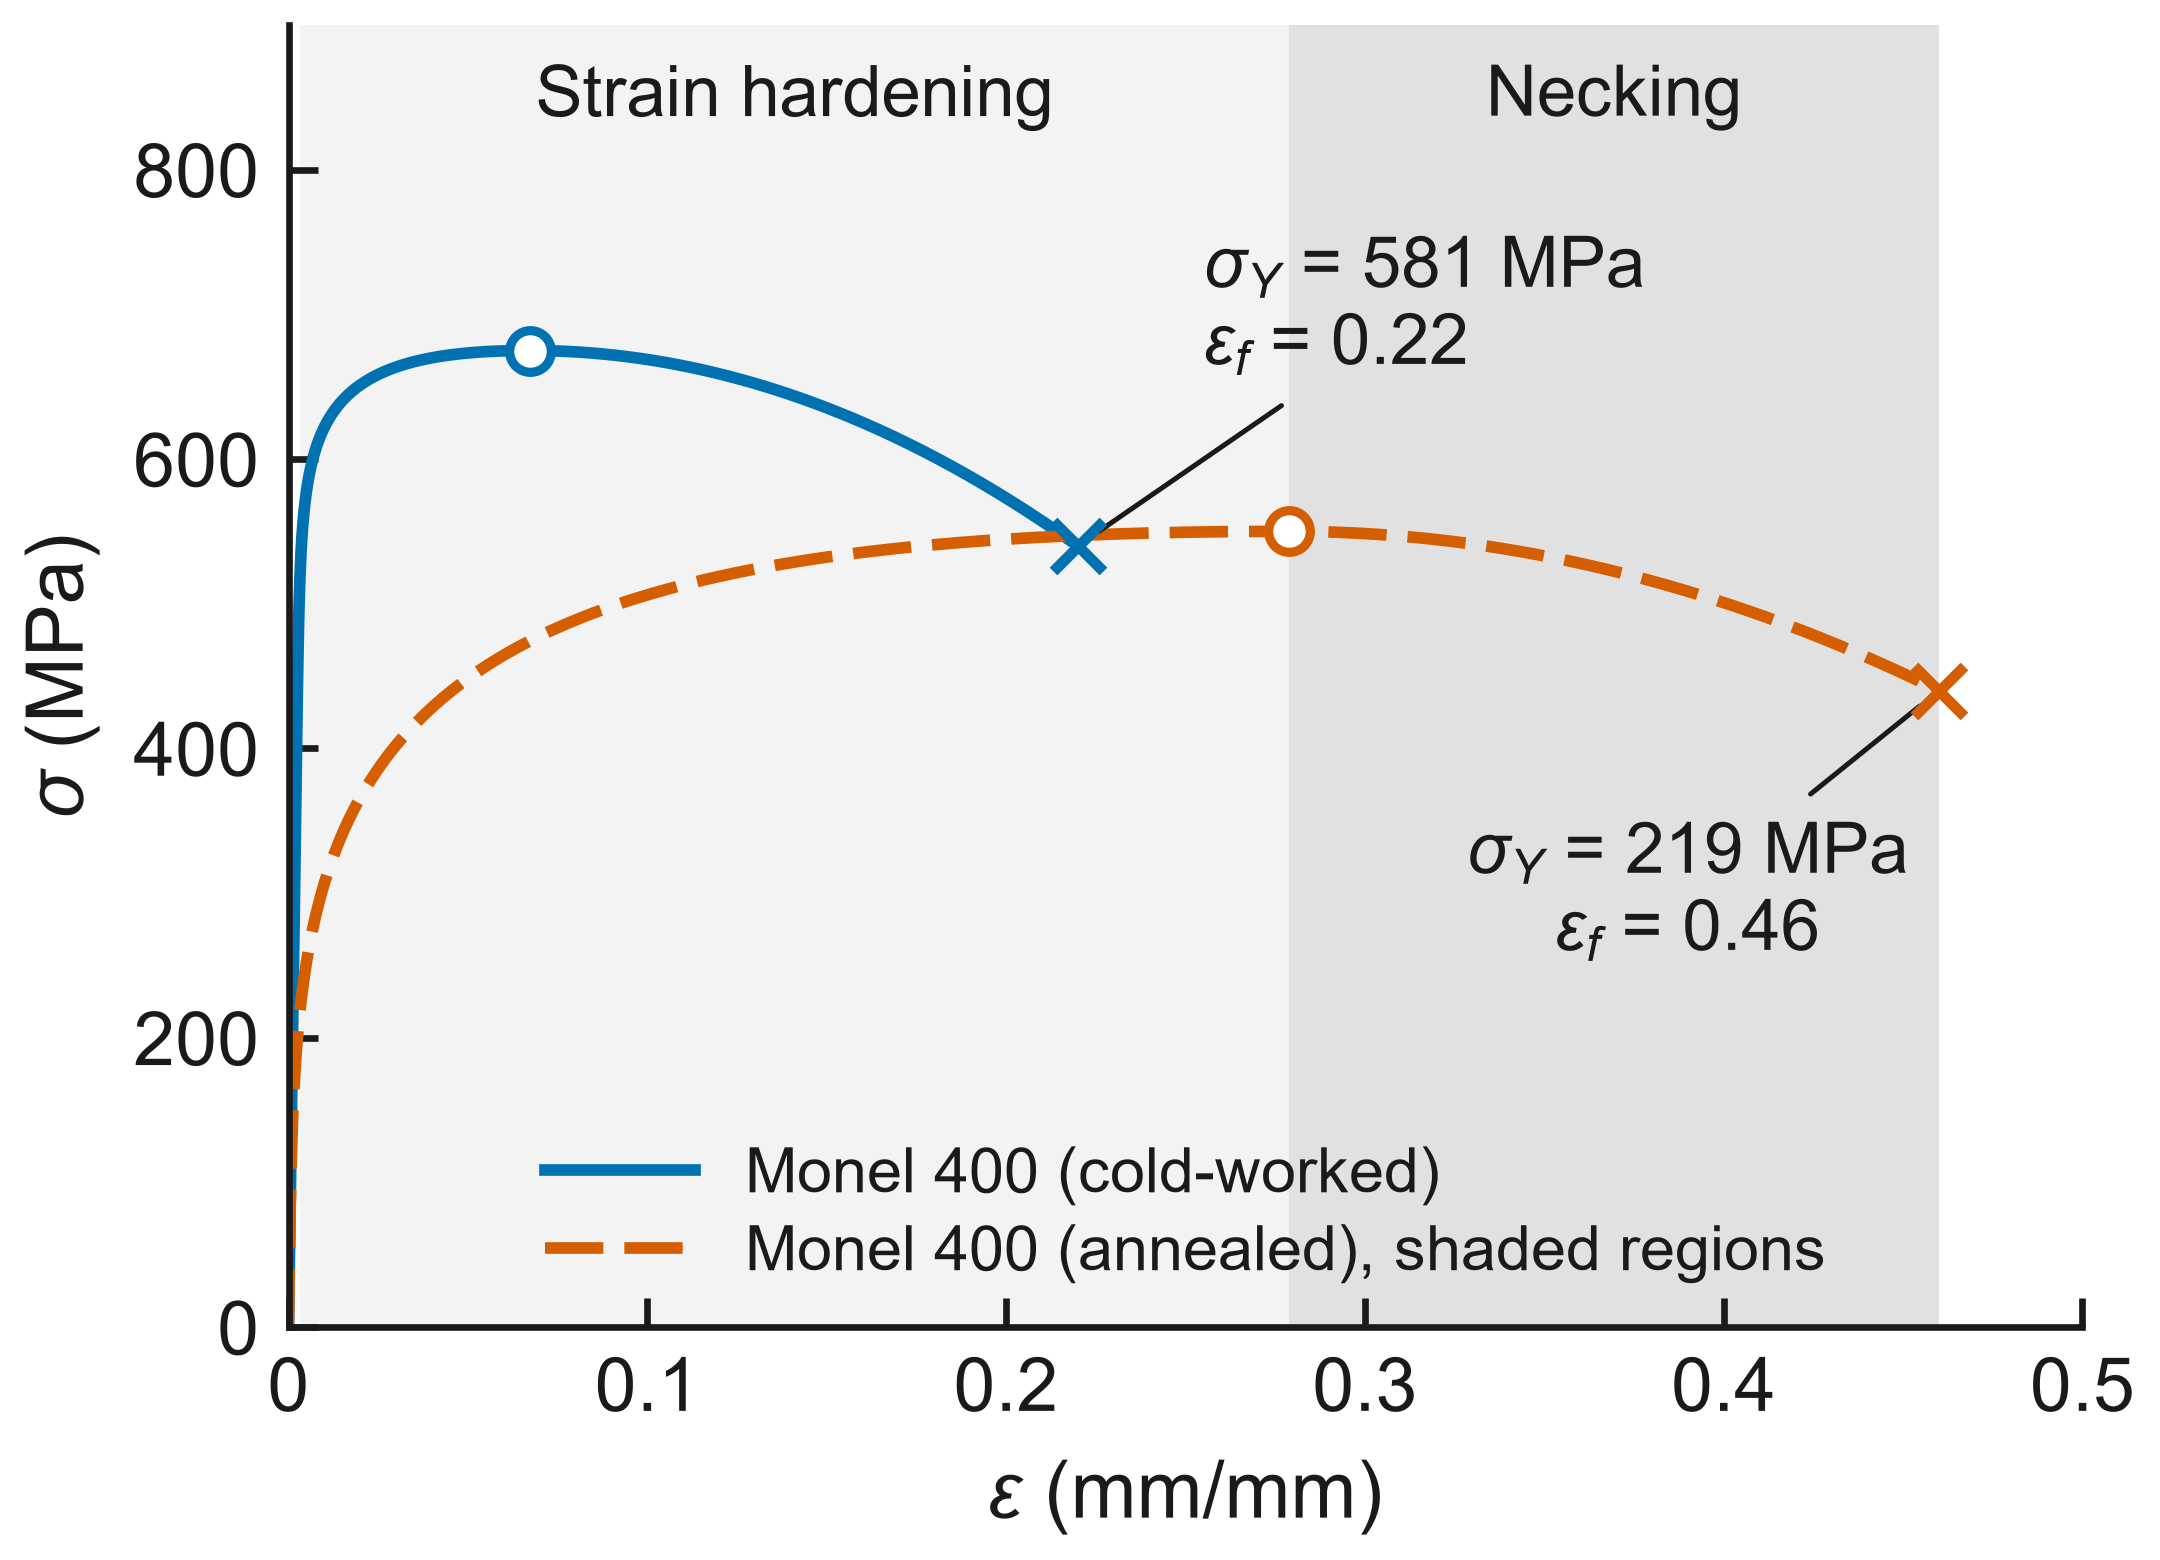 Strain hardening
Necking
800
600
400
200
0
σ (MPa)
σY = 581 MPa
εf = 0.22
σY = 219 MPa
εf = 0.46
Monel 400 (cold-worked)
Monel 400 (annealed), shaded regions
0
0.1
0.2
0.3
0.4
0.5
ε (mm/mm)